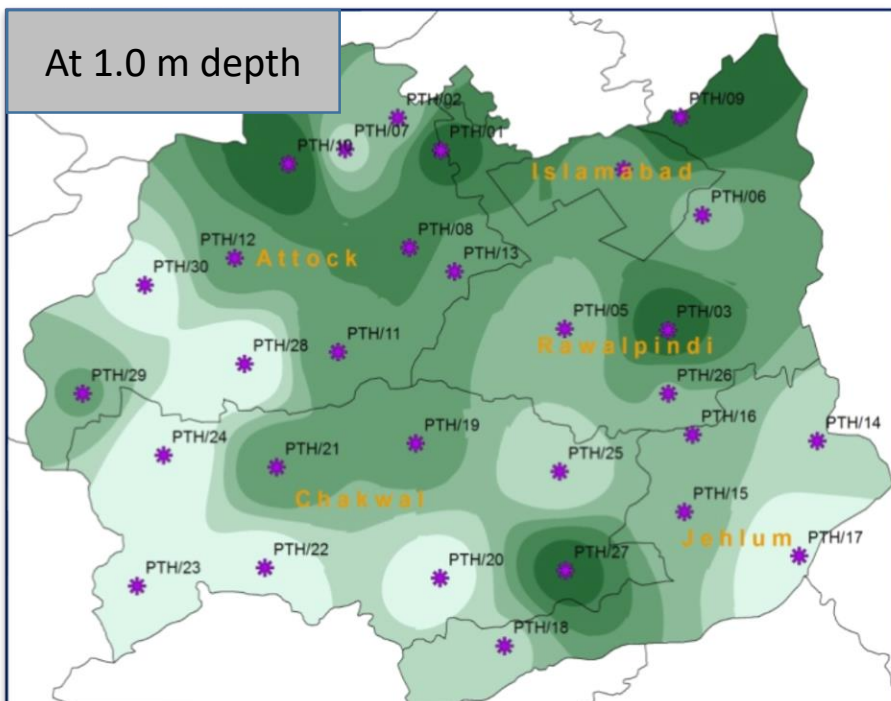 At 1.0 m depth
PTH/02
PTH/09
PTH/07
PTH/01
PTH/10
Islamabad
PTH/06
PTH/12
PTH/08
Attock
PTH/13
PTH/30
PTH/05
PTH/03
PTH/11
Rawalpindi
PTH/28
PTH/29
PTH/26
PTH/16
PTH/14
PTH/19
PTH/24
PTH/21
PTH/25
Chakwal
PTH/15
Jehlum
PTH/17
PTH/22
PTH/27
PTH/23
PTH/20
PTH/18